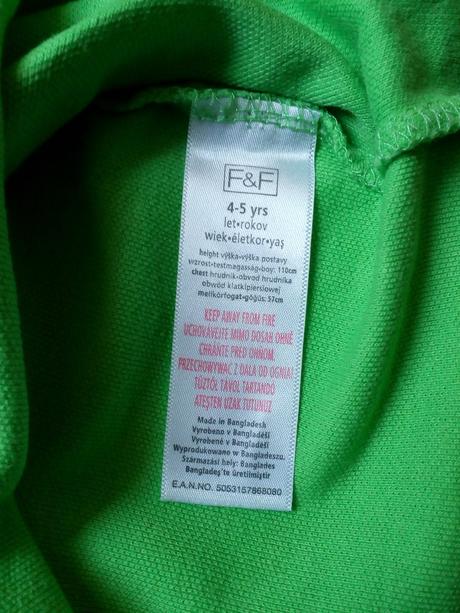 F&F
4-5 yrs
let•rokov
wiek•életkor•yaş
height výška•výška postavy
wzrost•testmagasság•boy: 110cm
chest hrudník•obvod hrudníka
obwód klatki piersiowej
mellkörfogat•göğüs: 57cm
KEEP AWAY FROM FIRE
UCHOVÁVEJTE MIMO DOSAH OHNĚ
CHRÁŇTE PRED OHŇOM
PRZECHOWYWAĆ Z DALA OD OGNIA!
TŰZTŐL TÁVOL TARTANDÓ
ATEŞTEN UZAK TUTUNUZ
Made in Bangladesh
Vyrobeno v Bangladéši
Vyrobené v Bangladéši
Wyprodukowano w Bangladeszu.
Származási hely: Banglades
Bangladeş'te üretilmiştir
E.A.N.NO. 5053157868080